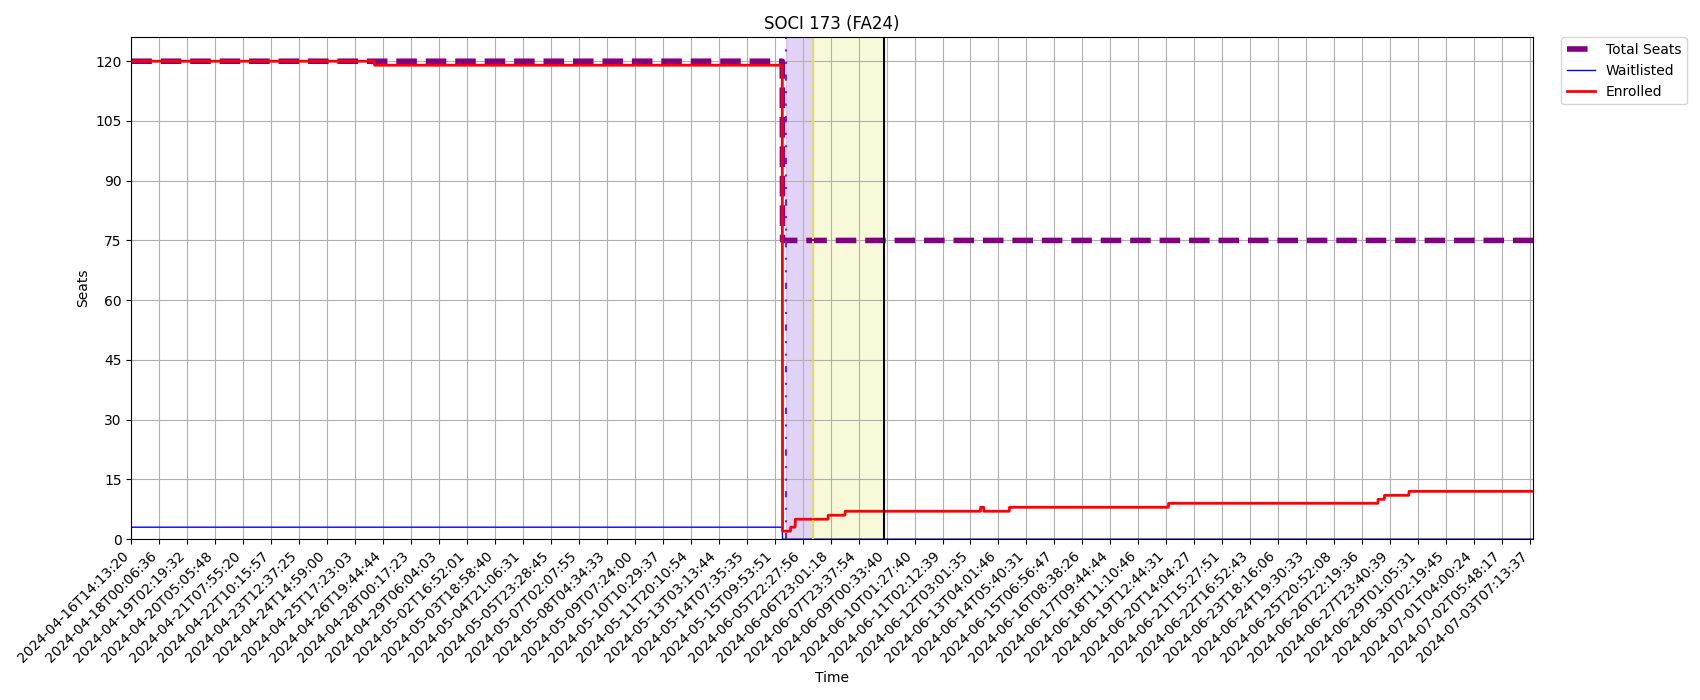 SOCI 173 (FA24)
Total Seats
Waitlisted
Enrolled
120
105
90
75
60
45
30
15
0
Seats
2024-04-16T14:13:20
2024-04-18T00:06:36
2024-04-19T02:19:32
2024-04-20T05:05:48
2024-04-21T07:55:20
2024-04-22T10:15:57
2024-04-23T12:37:25
2024-04-24T14:59:00
2024-04-25T17:23:03
2024-04-26T19:44:44
2024-04-28T00:17:23
2024-04-29T06:04:03
2024-05-02T16:52:01
2024-05-03T18:58:40
2024-05-04T21:06:31
2024-05-05T23:28:45
2024-05-07T02:07:55
2024-05-08T04:34:33
2024-05-09T07:24:00
2024-05-10T10:29:37
2024-05-11T20:10:54
2024-05-13T03:13:44
2024-05-14T07:35:35
2024-05-15T09:53:51
2024-06-05T22:27:56
2024-06-06T23:01:18
2024-06-07T23:37:54
2024-06-09T00:33:40
2024-06-10T01:27:40
2024-06-11T02:12:39
2024-06-12T03:01:35
2024-06-13T04:01:46
2024-06-14T05:40:31
2024-06-15T06:56:47
2024-06-16T08:38:26
2024-06-17T09:44:44
2024-06-18T11:10:46
2024-06-19T12:44:31
2024-06-20T14:04:27
2024-06-21T15:27:51
2024-06-22T16:52:43
2024-06-23T18:16:06
2024-06-24T19:30:33
2024-06-25T20:52:08
2024-06-26T22:19:36
2024-06-27T23:40:39
2024-06-29T01:05:31
2024-06-30T02:19:45
2024-07-01T04:00:24
2024-07-02T05:48:17
2024-07-03T07:13:37
Time